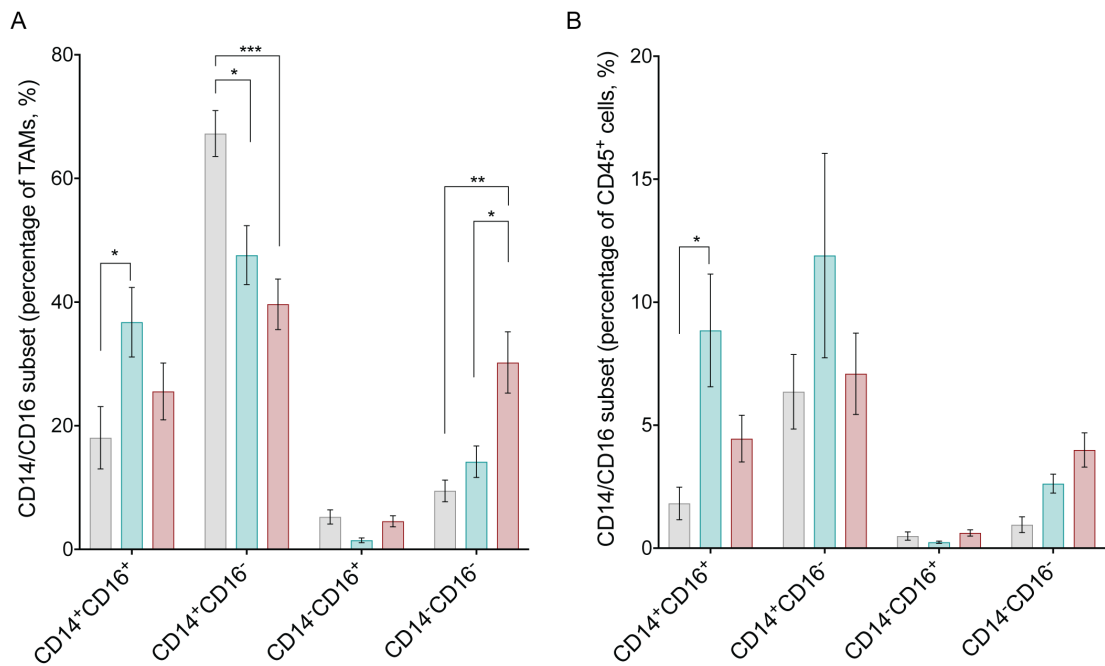 A
CD14/CD16 subset (percentage of TAMs, %)
80
60
40
20
0
***
*
*
**
*
CD14⁺CD16⁺
CD14⁺CD16⁻
CD14⁻CD16⁺
CD14⁻CD16⁻
B
CD14/CD16 subset (percentage of CD45⁺ cells, %)
20
15
10
5
0
*
CD14⁺CD16⁺
CD14⁺CD16⁻
CD14⁻CD16⁺
CD14⁻CD16⁻